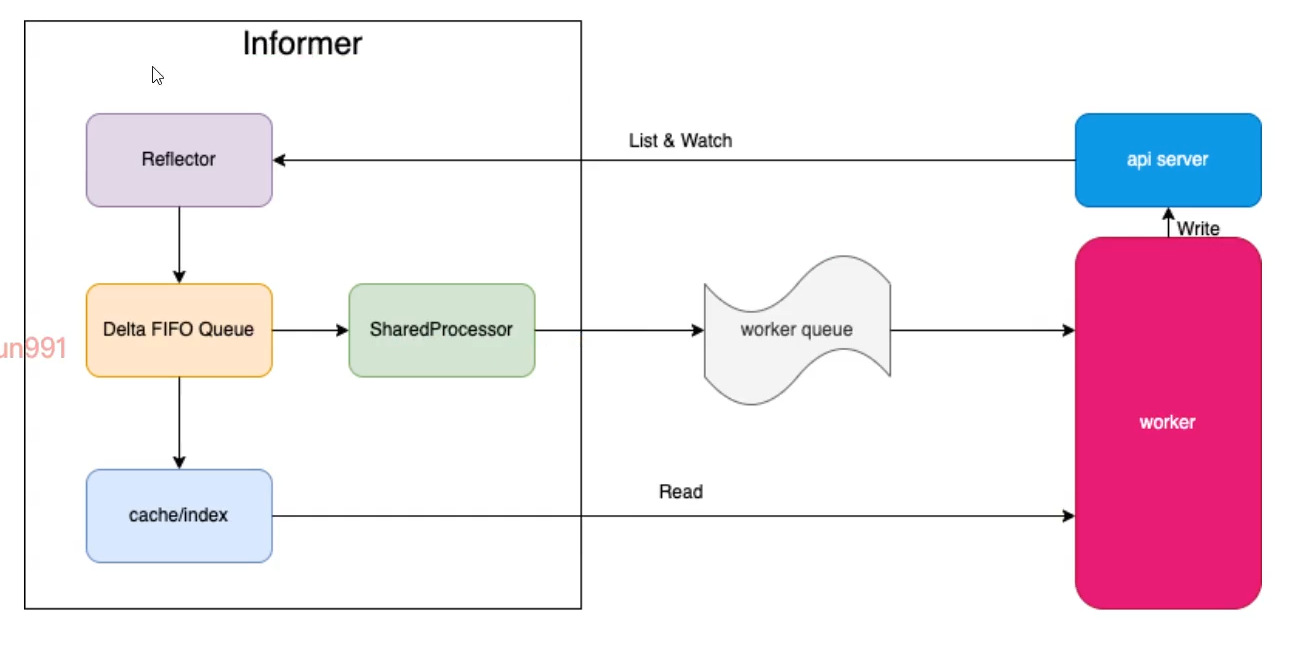 Informer
List & Watch
Reflector
api server
Write
Delta FIFO Queue
SharedProcessor
worker queue
un991
worker
Read
cache/index